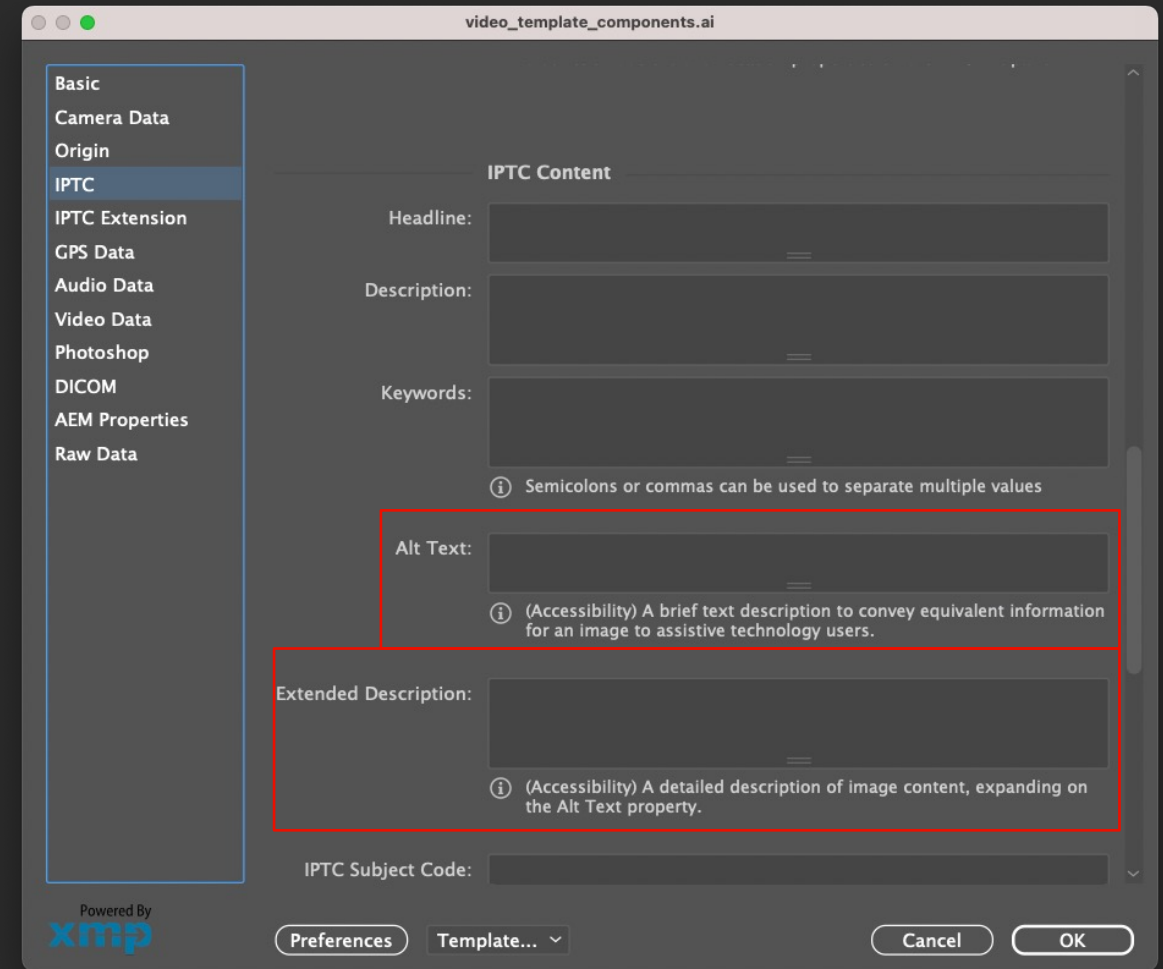 video_template_components.ai
Basic
Camera Data
Origin
IPTC
IPTC Extension
GPS Data
Audio Data
Video Data
Photoshop
DICOM
AEM Properties
Raw Data
IPTC Content
Headline:
Description:
Keywords:
Semicolons or commas can be used to separate multiple values
Alt Text:
(Accessibility) A brief text description to convey equivalent information
for an image to assistive technology users.
Extended Description:
(Accessibility) A detailed description of image content, expanding on
the Alt Text property.
IPTC Subject Code:
Powered By
xmp
Preferences
Template...
Cancel
OK